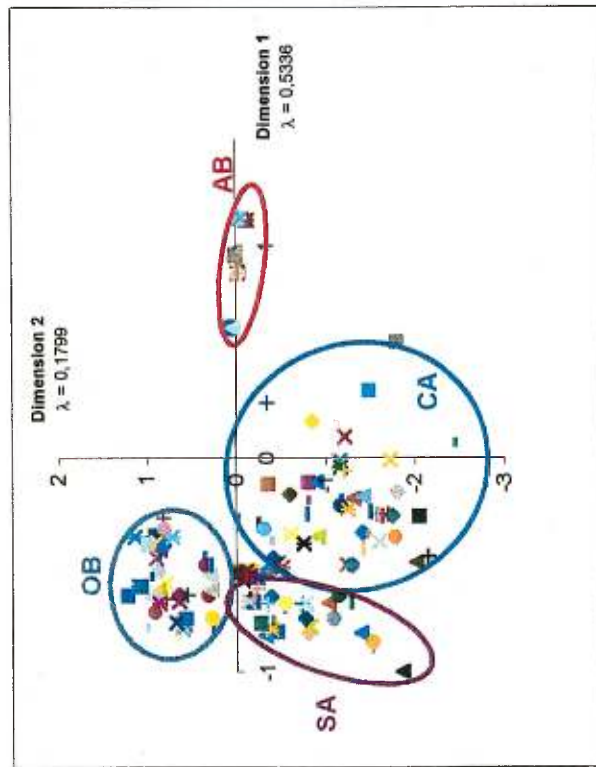 Dimension 2
λ = 0,1799
Dimension 1
λ = 0,5336
2
OB
1
AB
0
-1
0
-1
SA
CA
-2
-3